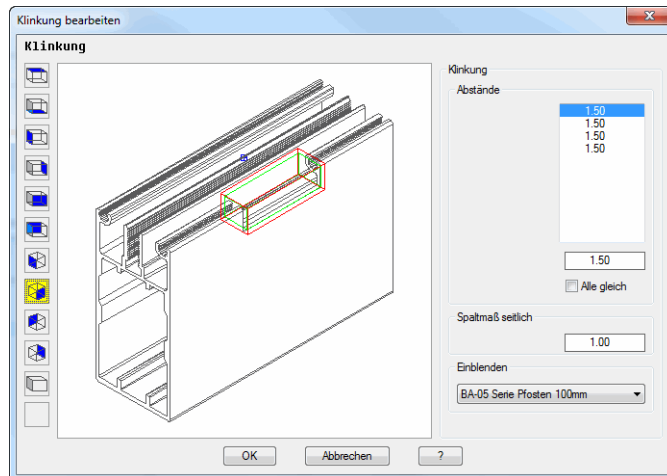 Klinkung bearbeiten
Klinkung
Klinkung
Abstände
1.50
1.50
1.50
1.50
1.50
Alle gleich
Spaltmaß seitlich
1.00
Einblenden
BA-05 Serie Pfosten 100mm
OK
Abbrechen
?